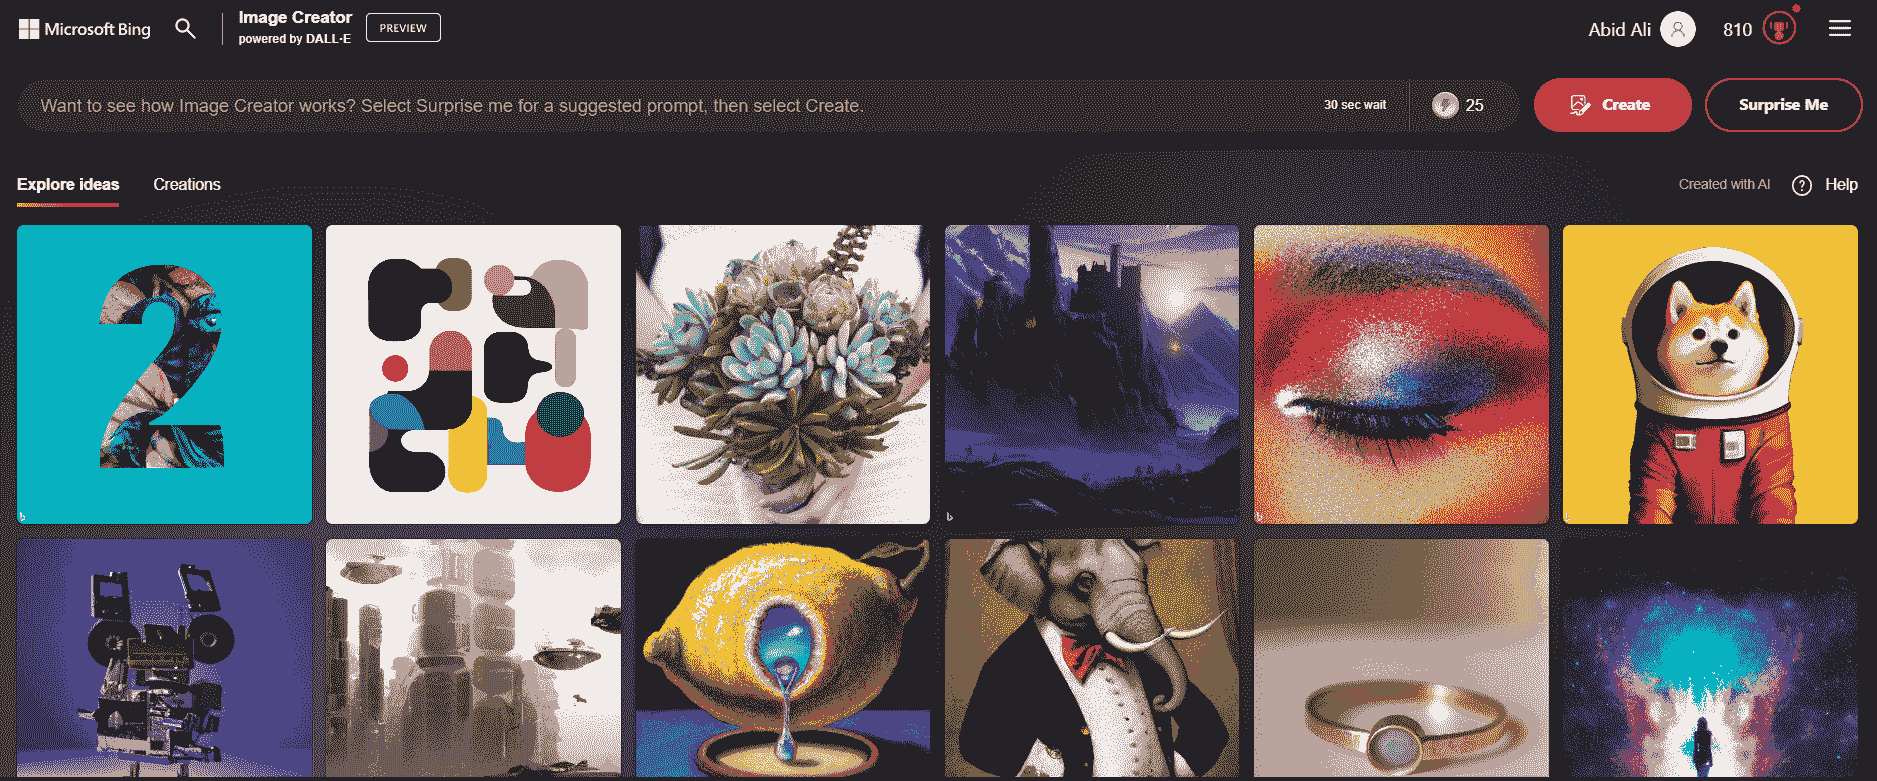 Microsoft Bing
Image Creator
powered by DALL·E
PREVIEW
Abid Ali
810
Want to see how Image Creator works? Select Surprise me for a suggested prompt, then select Create.
30 sec wait
25
Create
Surprise Me
Explore ideas
Creations
Created with AI
? Help
2